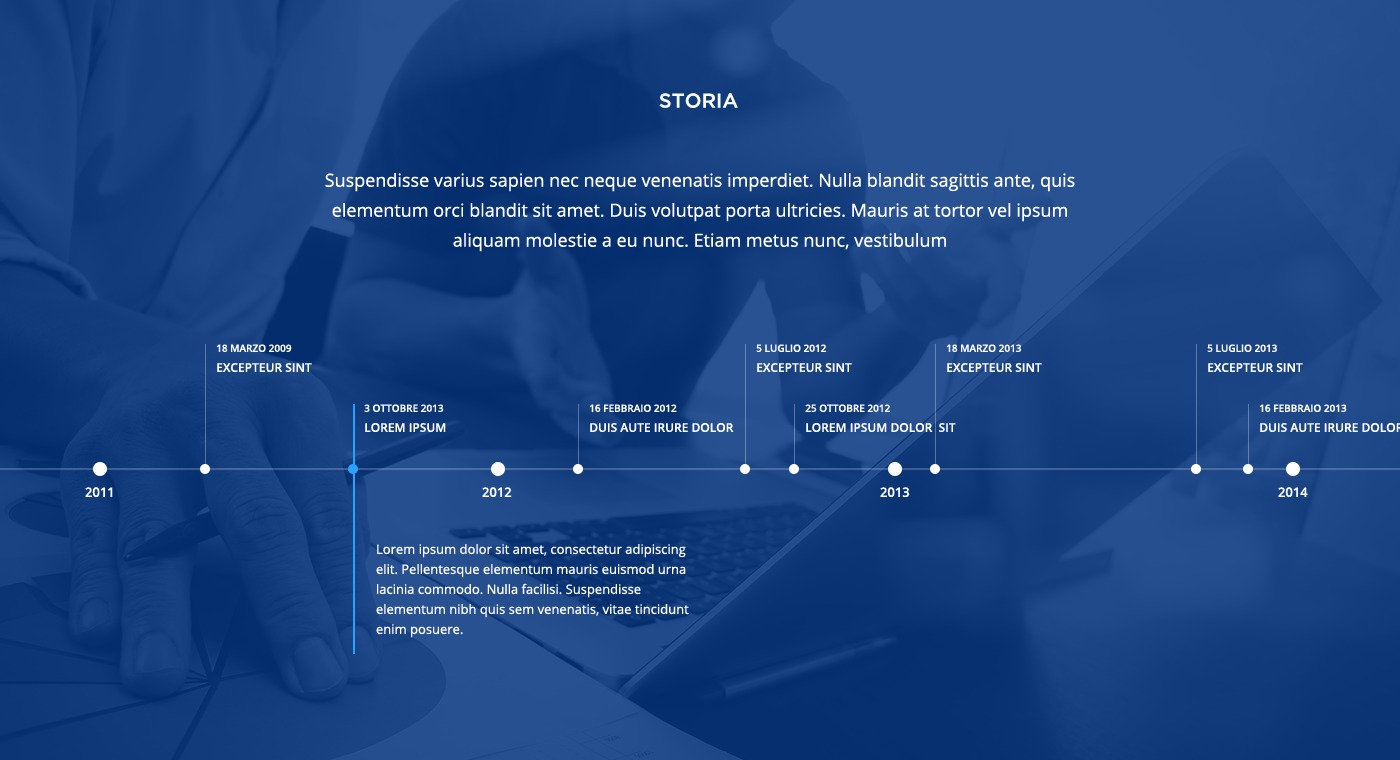 STORIA
Suspendisse varius sapien nec neque venenatis imperdiet. Nulla blandit sagittis ante, quis
elementum orci blandit sit amet. Duis volutpat porta ultricies. Mauris at tortor vel ipsum
aliquam molestie a eu nunc. Etiam metus nunc, vestibulum
18 MARZO 2009
EXCEPTEUR SINT
5 LUGLIO 2012
EXCEPTEUR SINT
18 MARZO 2013
EXCEPTEUR SINT
5 LUGLIO 2013
EXCEPTEUR SINT
3 OTTOBRE 2013
LOREM IPSUM
16 FEBBRAIO 2012
DUIS AUTE IRURE DOLOR
25 OTTOBRE 2012
LOREM IPSUM DOLOR SIT
16 FEBBRAIO 2013
DUIS AUTE IRURE DOLOR
2011
2012
2013
2014
Lorem ipsum dolor sit amet, consectetur adipiscing
elit. Pellentesque elementum mauris euismod urna
lacinia commodo. Nulla facilisi. Suspendisse
elementum nibh quis sem venenatis, vitae tincidunt
enim posuere.